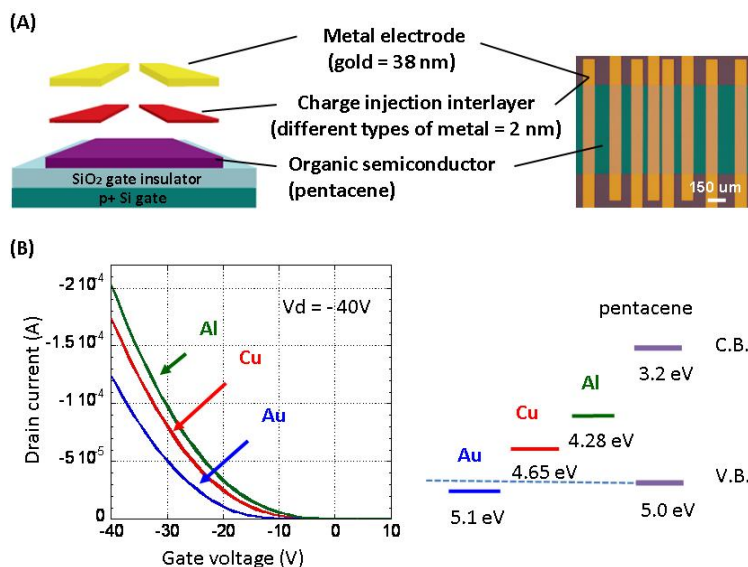 (A)
Metal electrode
(gold = 38 nm)
Charge injection interlayer
(different types of metal = 2 nm)
Organic semiconductor
(pentacene)
SiO₂ gate insulator
p+ Si gate
150 um
(B)
Drain current (A)
-2 10⁻⁴
-1.5 10⁻⁴
-1 10⁻⁴
-5 10⁻⁵
0
-40 -30 -20 -10 0 10
Gate voltage (V)
Vd = -40V
Al
Cu
Au
pentacene
C.B.
3.2 eV
Al
4.28 eV
Cu
4.65 eV
Au
5.1 eV
V.B.
5.0 eV